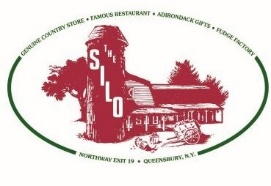 GENUINE COUNTRY STORE • FAMOUS RESTAURANT • ADIRONDACK GIFTS • FUDGE FACTORY
THE
SILO
NORTHWAY EXIT 19 • QUEENSBURY, N.Y.